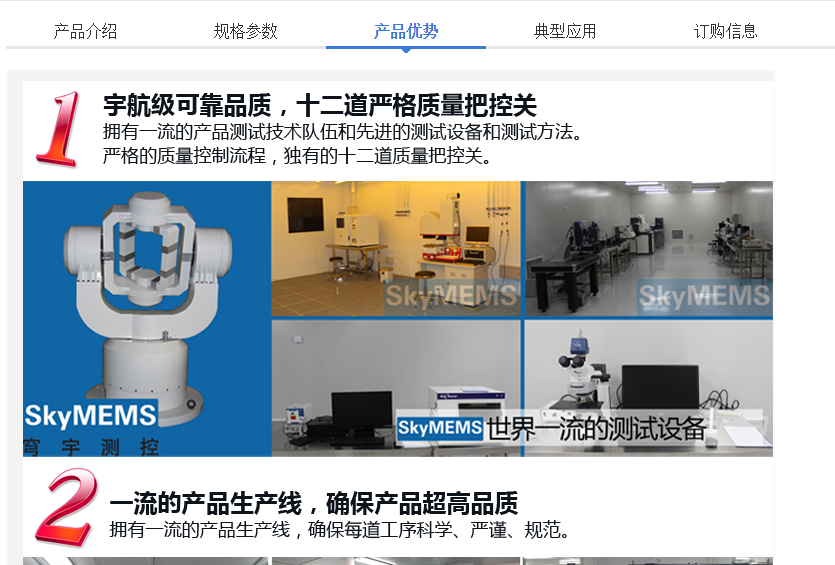 产品介绍
规格参数
产品优势
典型应用
订购信息
1
宇航级可靠品质，十二道严格质量把控关
拥有一流的产品测试技术队伍和先进的测试设备和测试方法。
严格的质量控制流程，独有的十二道质量把控关。
SkyMEMS
SkyMEMS
SkyMEMS
穹宇测控
SkyMEMS世界一流的测试设备
2
一流的产品生产线，确保产品超高品质
拥有一流的产品生产线，确保每道工序科学、严谨、规范。